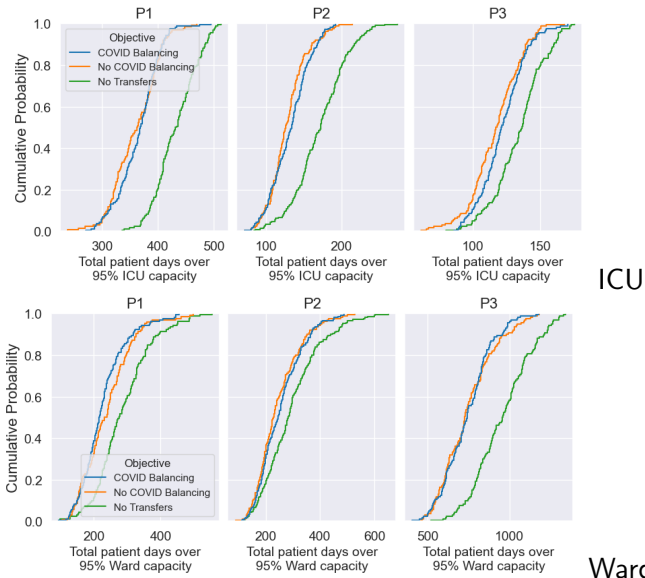 P1 P2 P3
Cumulative Probability
1.0
0.8
0.6
0.4
0.2
0.0
Objective
COVID Balancing
No COVID Balancing
No Transfers
300 400 500
100 200
100 150
Total patient days over
95% ICU capacity
Total patient days over
95% ICU capacity
Total patient days over
95% ICU capacity
ICU
P1 P2 P3
Cumulative Probability
1.0
0.8
0.6
0.4
0.2
0.0
Objective
COVID Balancing
No COVID Balancing
No Transfers
200 400
200 400 600
500 1000
Total patient days over
95% Ward capacity
Total patient days over
95% Ward capacity
Total patient days over
95% Ward capacity
Ward